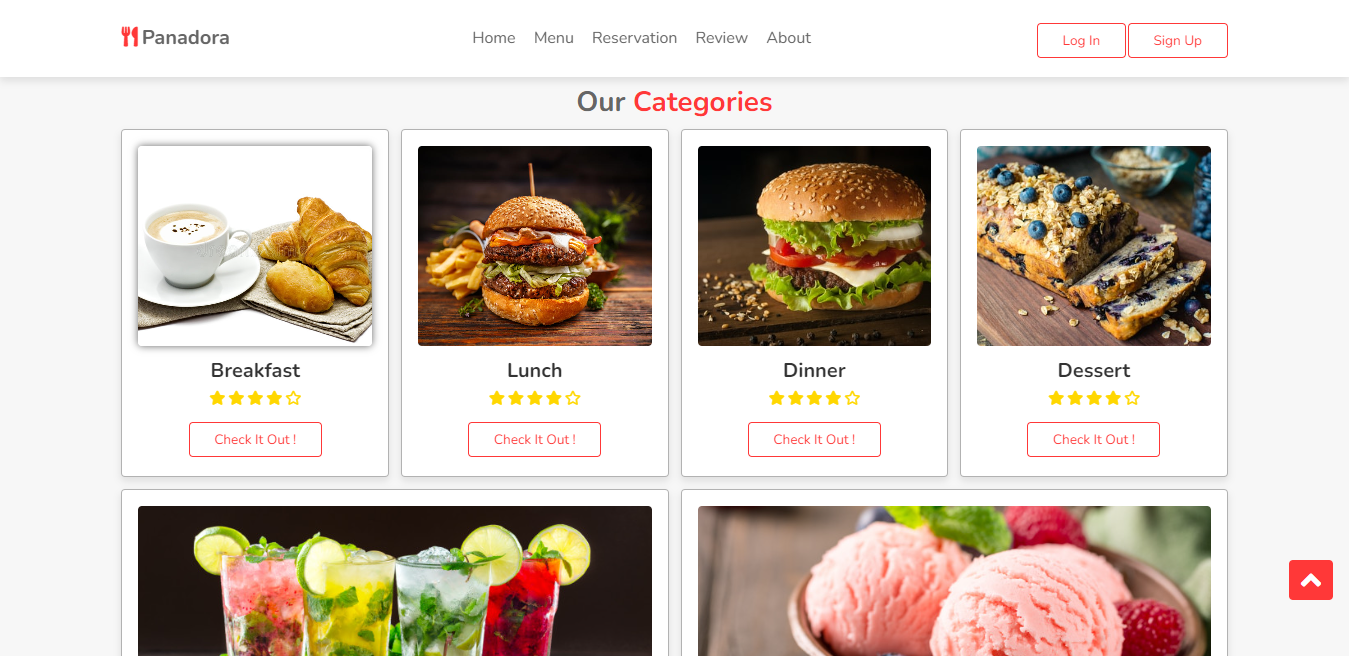 Panadora
Home Menu Reservation Review About
Log In Sign Up
Our Categories
Breakfast
Check It Out !
Lunch
Check It Out !
Dinner
Check It Out !
Dessert
Check It Out !